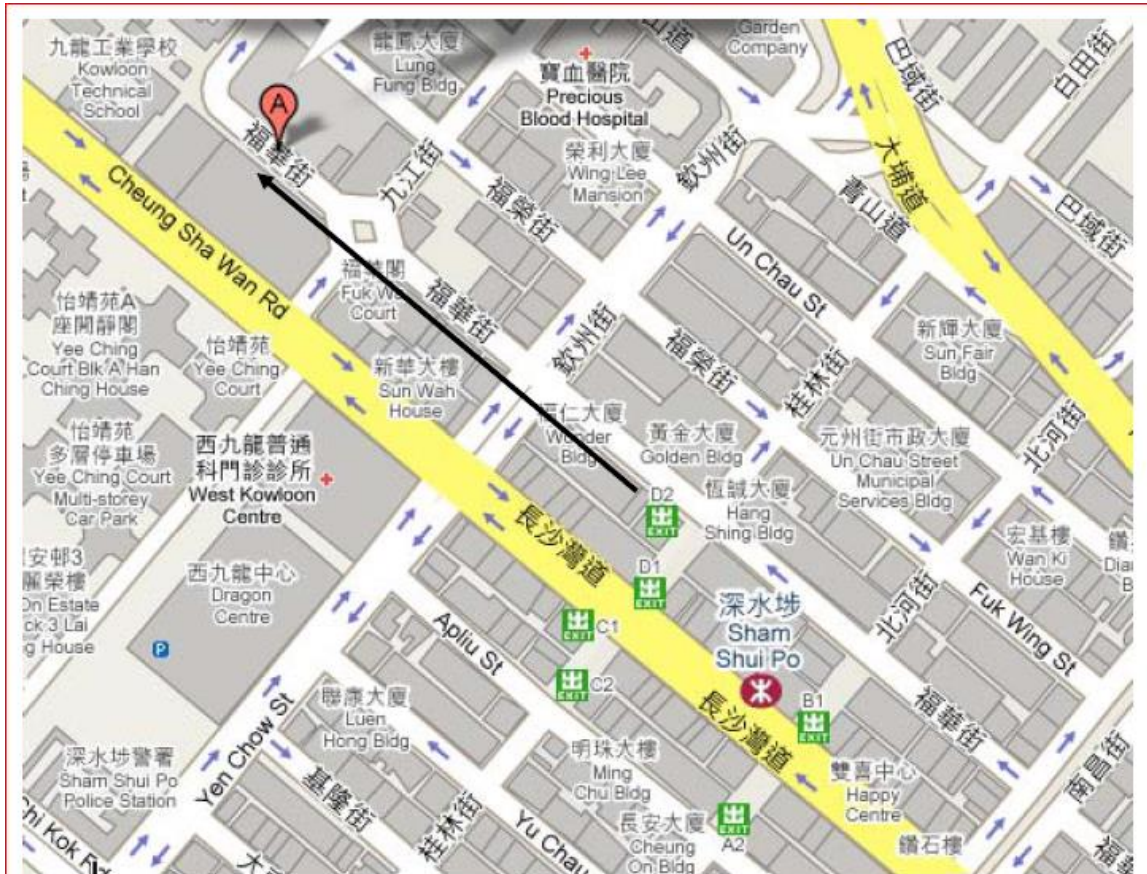 九龍工業學校
Kowloon
Technical
School
龍鳳大廈
Lung
Fung Bldg
寶血醫院
Precious
Blood Hospital
Garden
Company
山道
巴域街
白田街
A
福華街
九江街
榮利大廈
Wing Lee
Mansion
欽州街
大埔道
青山道
巴域街
Cheung Sha Wan Rd
福榮街
Un Chau St
福華閣
Court
福華街
怡靖苑A
座開靜閣
Yee Ching
Court Blk A Han
Ching House
怡靖苑
Yee Ching
Court
新華大樓
Sun Wah
House
欽州街
福榮街
桂林街
新輝大廈
Sun Fair
Bldg
北河街
怡靖苑
多層停車場
Yee Ching Court
Multi-storey
Car Park
西九龍普通
科門診診所
West Kowloon
Centre
福仁大廈
Wonder
Bldg
黃金大廈
Golden Bldg
元州街市政大廈
Un Chau Street
Municipal
Services Bldg
恆誠大廈
Hang
Shing Bldg
D2
EXIT
長沙灣道
宏基樓
Wan Ki
House
西九龍中心
Dragon
Centre
On Estate
House
D1
EXIT
C1
EXIT
C2
EXIT
深水埗
Sham
Shui Po
北河街
Fuk Wing St
Apliu St
P
聯康大廈
Luen
Hong Bldg
長沙灣道
B1
EXIT
福華街
南昌街
深水埗警署
Sham Shui Po
Police Station
Yen Chow St
基隆街
桂林街
明珠大樓
Ming
Chu Bldg
Yu Chau
雙喜中心
Happy
Centre
長安大廈
Cheung
On Bldg
EXIT
A2
鑽石樓
福華